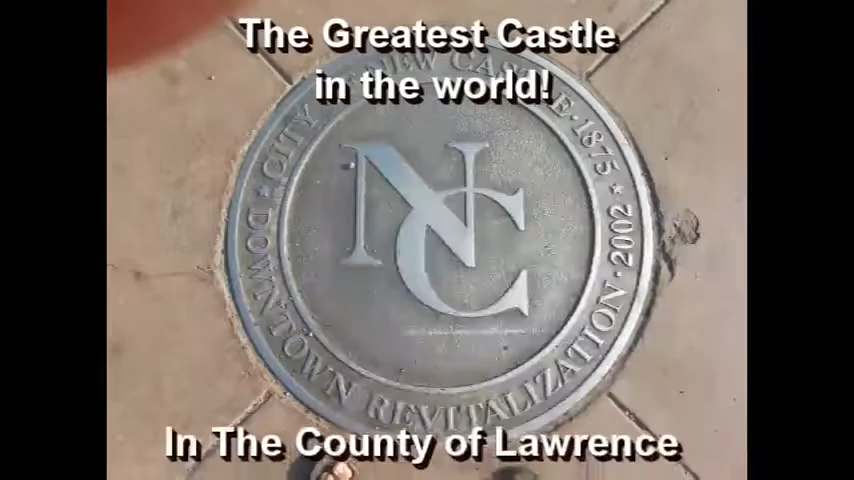 The Greatest Castle
in the world!
CITY OF NEW CASTLE · 1875 ★ 2002 · DOWNTOWN REVITALIZATION ★
NC
In The County of Lawrence